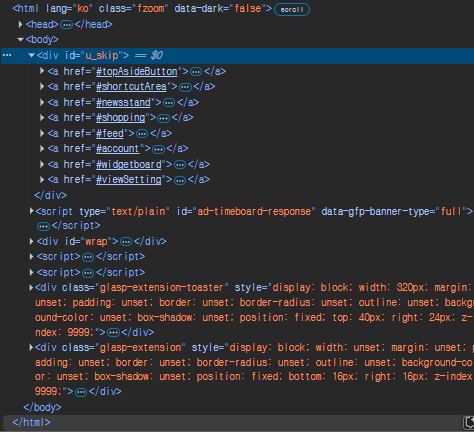 <html lang="ko" class="fzoom" data-dark="false"> scroll
▶<head> ⋯ </head>
▼<body>
⋯ ▼<div id="u_skip"> == $0
▶<a href="#topAsideButton"> ⋯ </a>
▶<a href="#shortcutArea"> ⋯ </a>
▶<a href="#newsstand"> ⋯ </a>
▶<a href="#shopping"> ⋯ </a>
▶<a href="#feed"> ⋯ </a>
▶<a href="#account"> ⋯ </a>
▶<a href="#widgetboard"> ⋯ </a>
▶<a href="#viewSetting"> ⋯ </a>
</div>
▶<script type="text/plain" id="ad-timeboard-response" data-gfp-banner-type="full">
⋯ </script>
▶<div id="wrap"> ⋯ </div>
▶<script> ⋯ </script>
▶<script> ⋯ </script>
▶<div class="glasp-extension-toaster" style="display: block; width: 320px; margin:
unset; padding: unset; border: unset; border-radius: unset; outline: unset; backgr
ound-color: unset; box-shadow: unset; position: fixed; top: 40px; right: 24px; z-
index: 9999;"> ⋯ </div>
▶<div class="glasp-extension" style="display: block; width: unset; margin: unset; p
adding: unset; border: unset; border-radius: unset; outline: unset; background-co
or: unset; box-shadow: unset; position: fixed; bottom: 16px; right: 16px; z-index
9999;"> ⋯ </div>
</body>
</html>